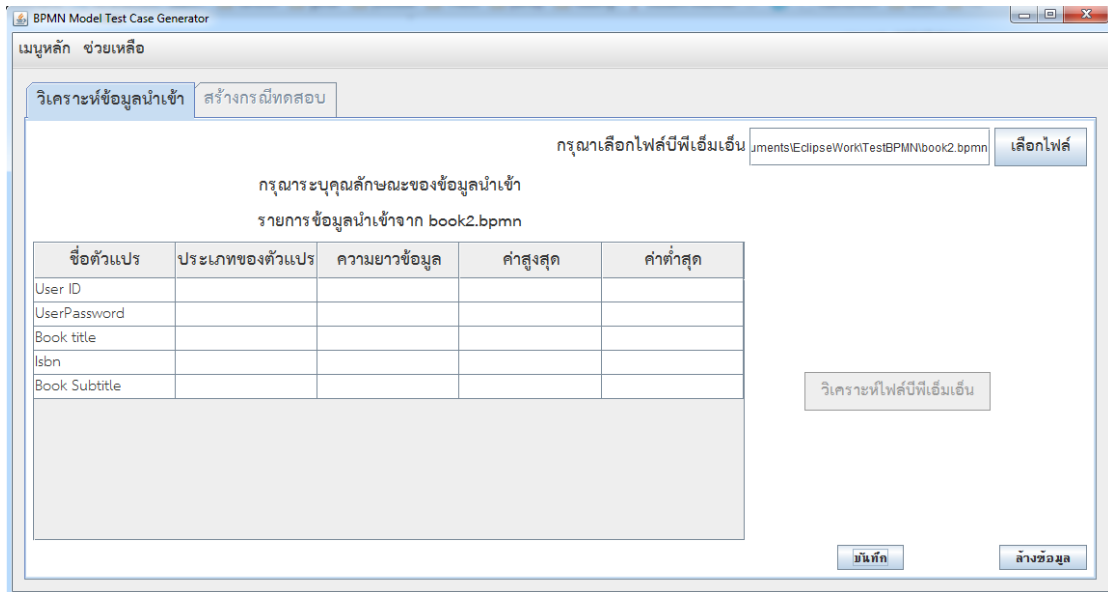 BPMN Model Test Case Generator
เมนูหลัก ช่วยเหลือ
วิเคราะห์ข้อมูลนำเข้า สร้างกรณีทดสอบ
กรุณาเลือกไฟล์บีพีเอ็มเอ็น uments\EclipseWork\TestBPMN\book2.bpmn เลือกไฟล์
กรุณาระบุคุณลักษณะของข้อมูลนำเข้า
รายการข้อมูลนำเข้าจาก book2.bpmn
ชื่อตัวแปร ประเภทของตัวแปร ความยาวข้อมูล ค่าสูงสุด ค่าต่ำสุด
User ID
UserPassword
Book title
Isbn
Book Subtitle
วิเคราะห์ไฟล์บีพีเอ็มเอ็น
บันทึก ล้างข้อมูล